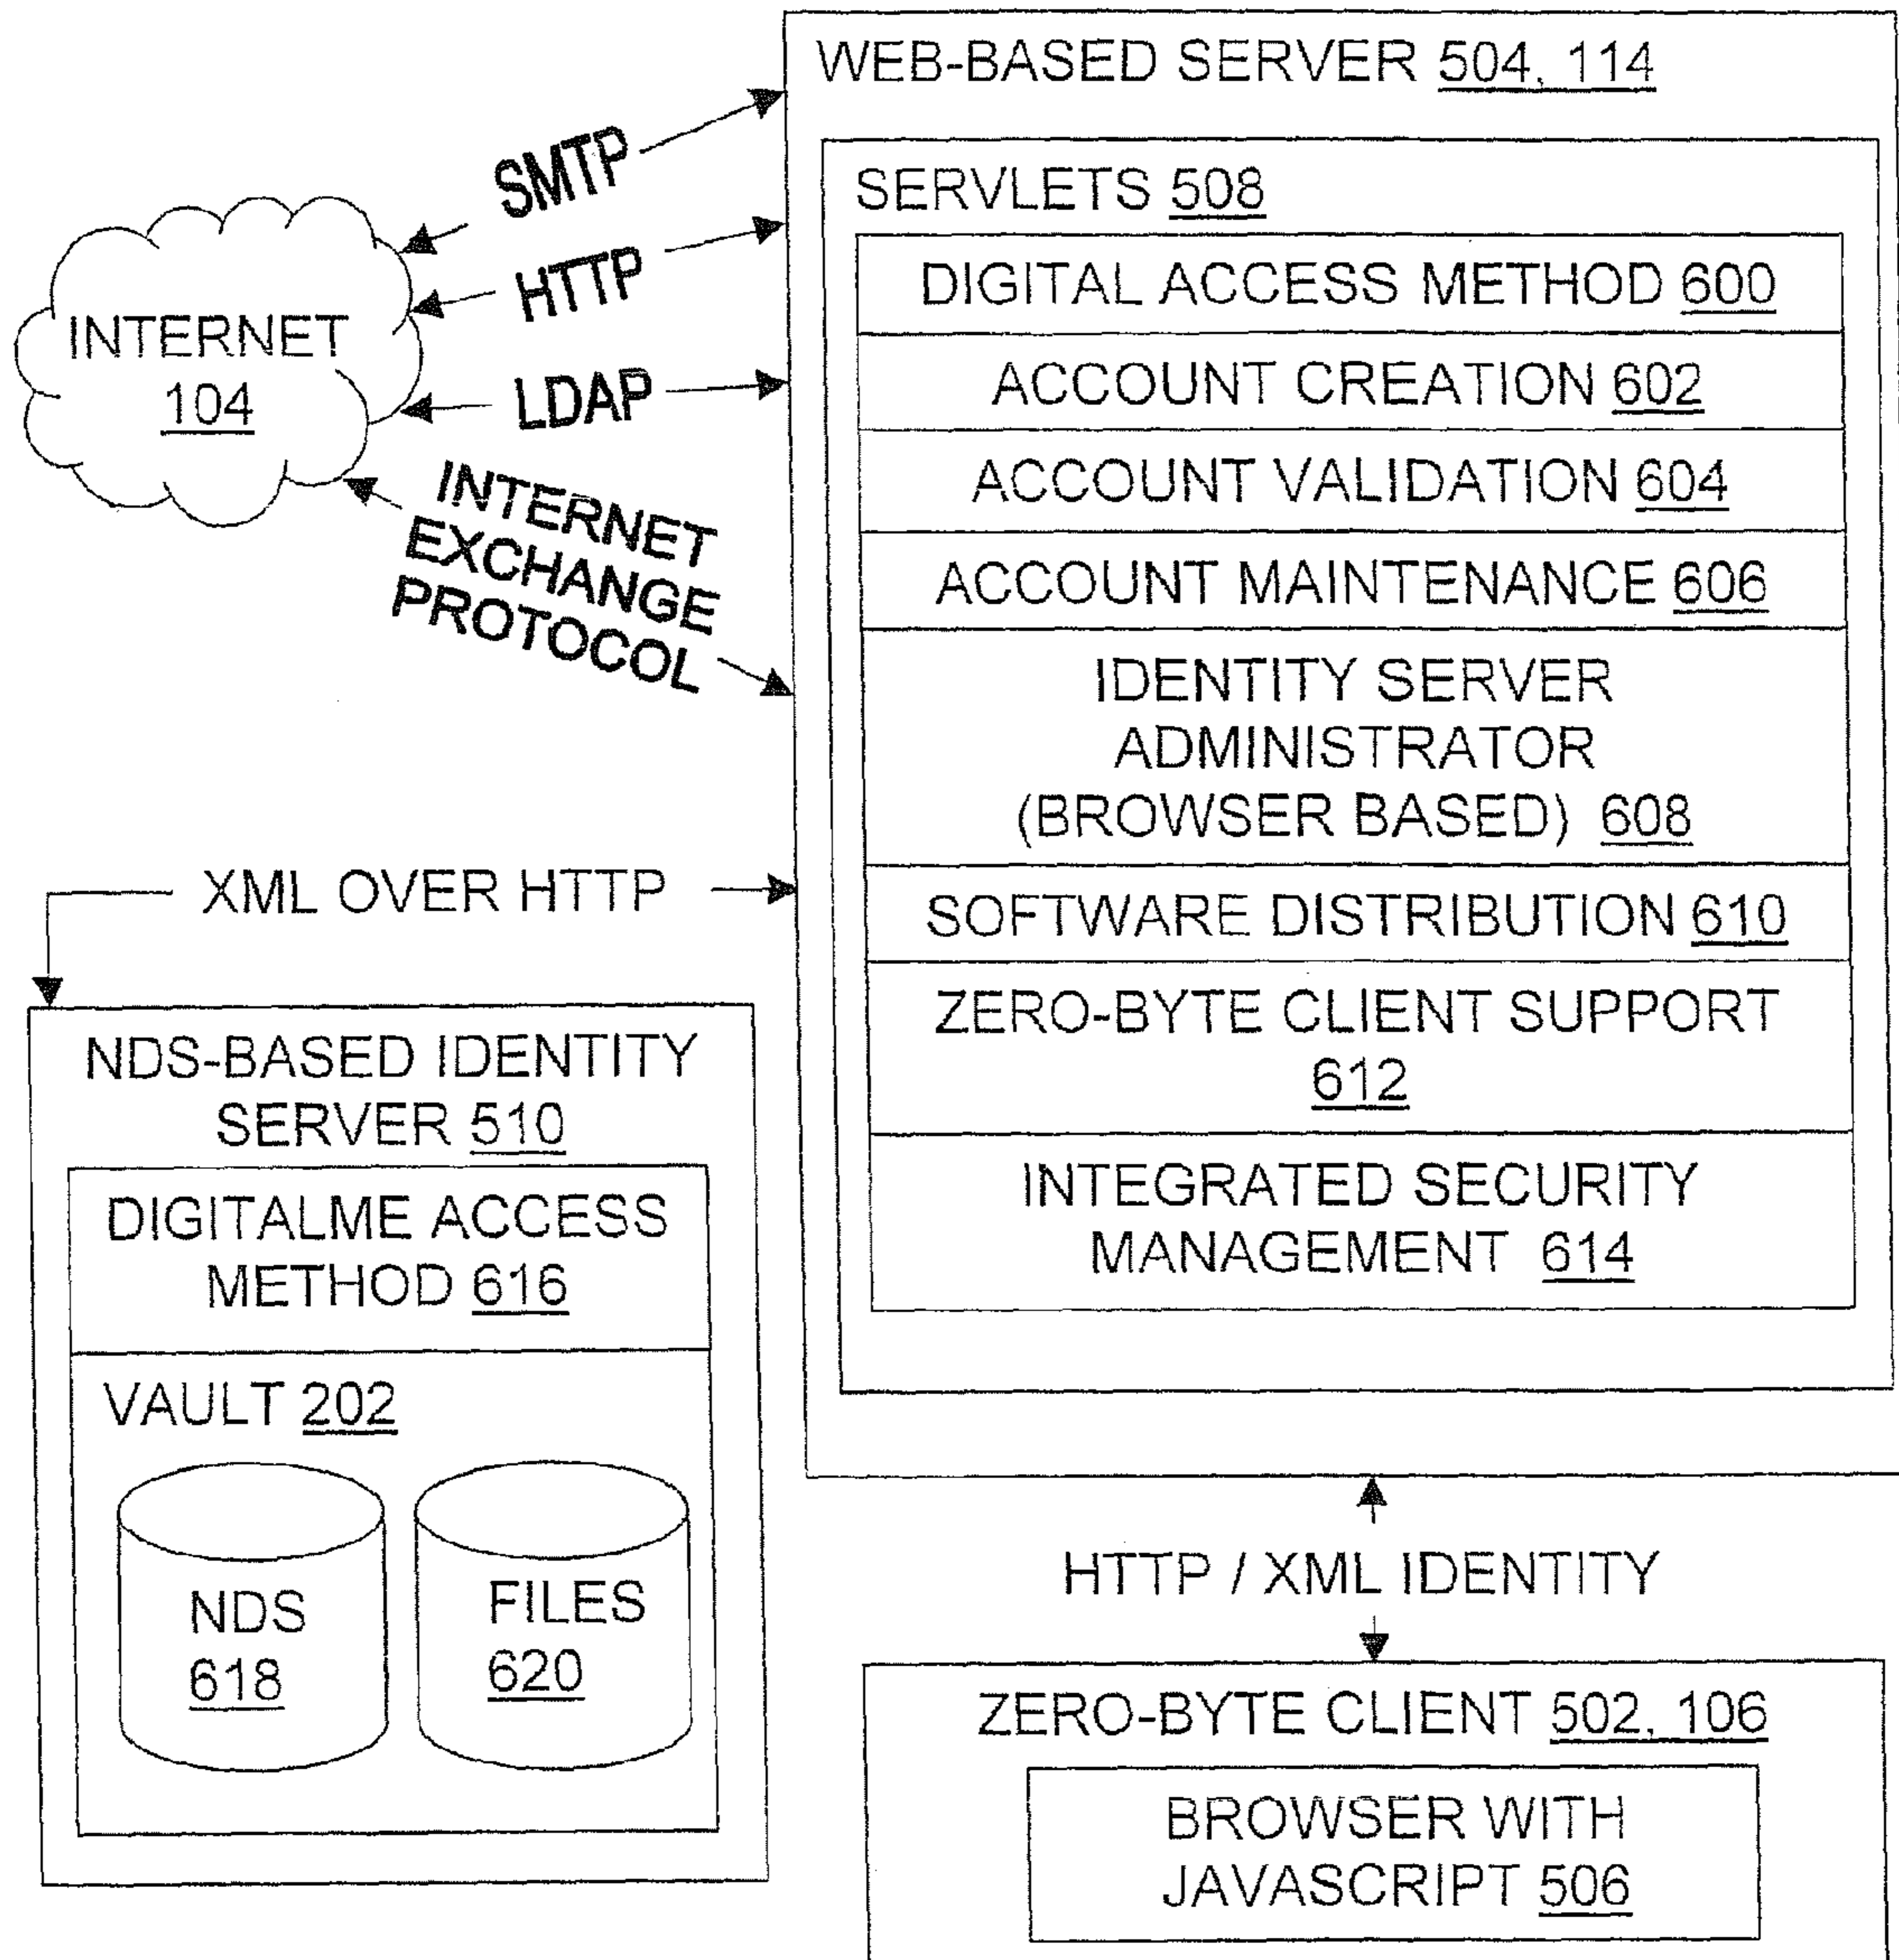 WEB-BASED SERVER 504, 114
SERVLETS 508
DIGITAL ACCESS METHOD 600
ACCOUNT CREATION 602
ACCOUNT VALIDATION 604
ACCOUNT MAINTENANCE 606
IDENTITY SERVER
ADMINISTRATOR
(BROWSER BASED) 608
SOFTWARE DISTRIBUTION 610
ZERO-BYTE CLIENT SUPPORT
612
INTEGRATED SECURITY
MANAGEMENT 614
SMTP
HTTP
LDAP
INTERNET
EXCHANGE
PROTOCOL
INTERNET
104
XML OVER HTTP
NDS-BASED IDENTITY
SERVER 510
DIGITALME ACCESS
METHOD 616
VAULT 202
NDS
618
FILES
620
HTTP / XML IDENTITY
ZERO-BYTE CLIENT 502, 106
BROWSER WITH
JAVASCRIPT 506